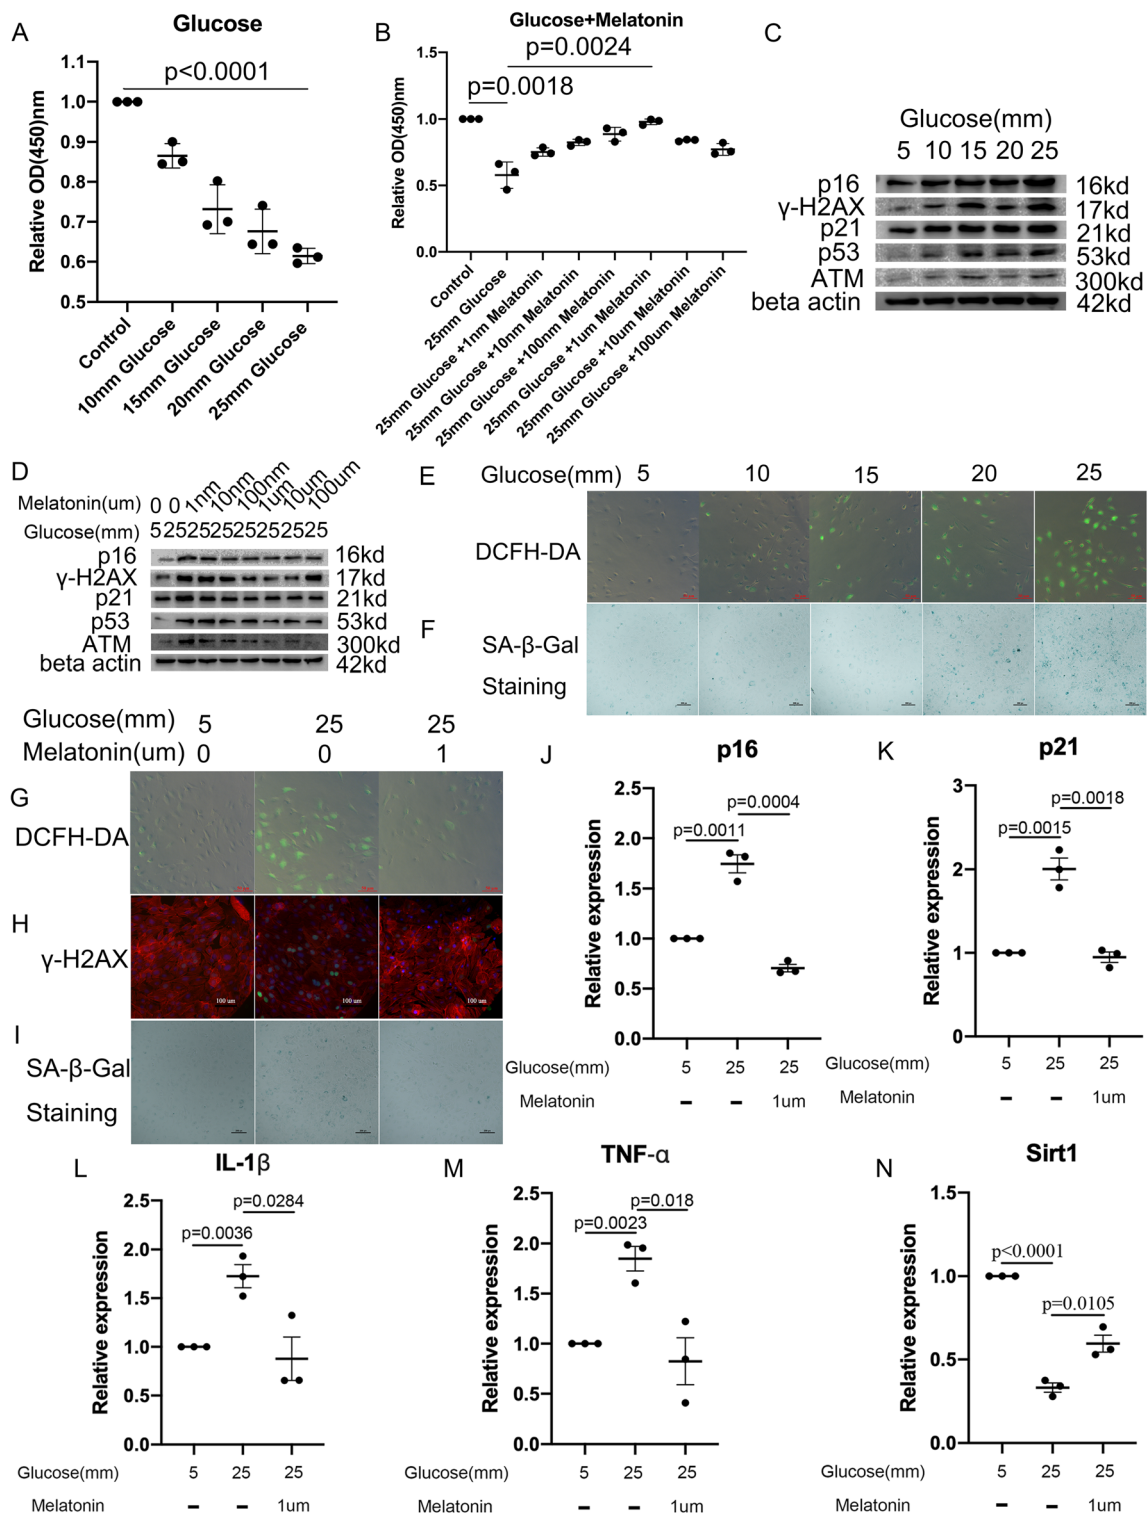 A
Glucose
Relative OD(450)nm
1.1
1.0
0.9
0.8
0.7
0.6
0.5
p<0.0001
Control
10mm Glucose
15mm Glucose
20mm Glucose
25mm Glucose
B
Glucose+Melatonin
Relative OD(450)nm
1.5
1.0
0.5
0.0
p=0.0024
p=0.0018
Control
25mm Glucose
25mm Glucose +1nm Melatonin
25mm Glucose +10nm Melatonin
25mm Glucose +100nm Melatonin
25mm Glucose +1um Melatonin
25mm Glucose +10um Melatonin
25mm Glucose +100um Melatonin
C
Glucose(mm)
5 10 15 20 25
p16 16kd
γ-H2AX 17kd
p21 21kd
p53 53kd
ATM 300kd
beta actin 42kd
D
Melatonin(um) 0 0 1nm 10nm 100nm 1um 10um 100um
Glucose(mm) 5 25 25 25 25 25 25 25
p16 16kd
γ-H2AX 17kd
p21 21kd
p53 53kd
ATM 300kd
beta actin 42kd
E
Glucose(mm) 5 10 15 20 25
DCFH-DA
F
SA-β-Gal
Staining
Glucose(mm) 5 25 25
Melatonin(um) 0 0 1
G
DCFH-DA
H
γ-H2AX
100 um
100 um
100 um
I
SA-β-Gal
Staining
J
p16
Relative expression
2.5
2.0
1.5
1.0
0.5
0.0
p=0.0004
p=0.0011
Glucose(mm) 5 25 25
Melatonin – – 1um
K
p21
Relative expression
3
2
1
0
p=0.0018
p=0.0015
Glucose(mm) 5 25 25
Melatonin – – 1um
L
IL-1β
Relative expression
2.5
2.0
1.5
1.0
0.5
0.0
p=0.0284
p=0.0036
Glucose(mm) 5 25 25
Melatonin – – 1um
M
TNF-α
Relative expression
2.5
2.0
1.5
1.0
0.5
0.0
p=0.018
p=0.0023
Glucose(mm) 5 25 25
Melatonin – – 1um
N
Sirt1
Relative expression
1.5
1.0
0.5
0.0
p<0.0001
p=0.0105
Glucose(mm) 5 25 25
Melatonin – – 1um